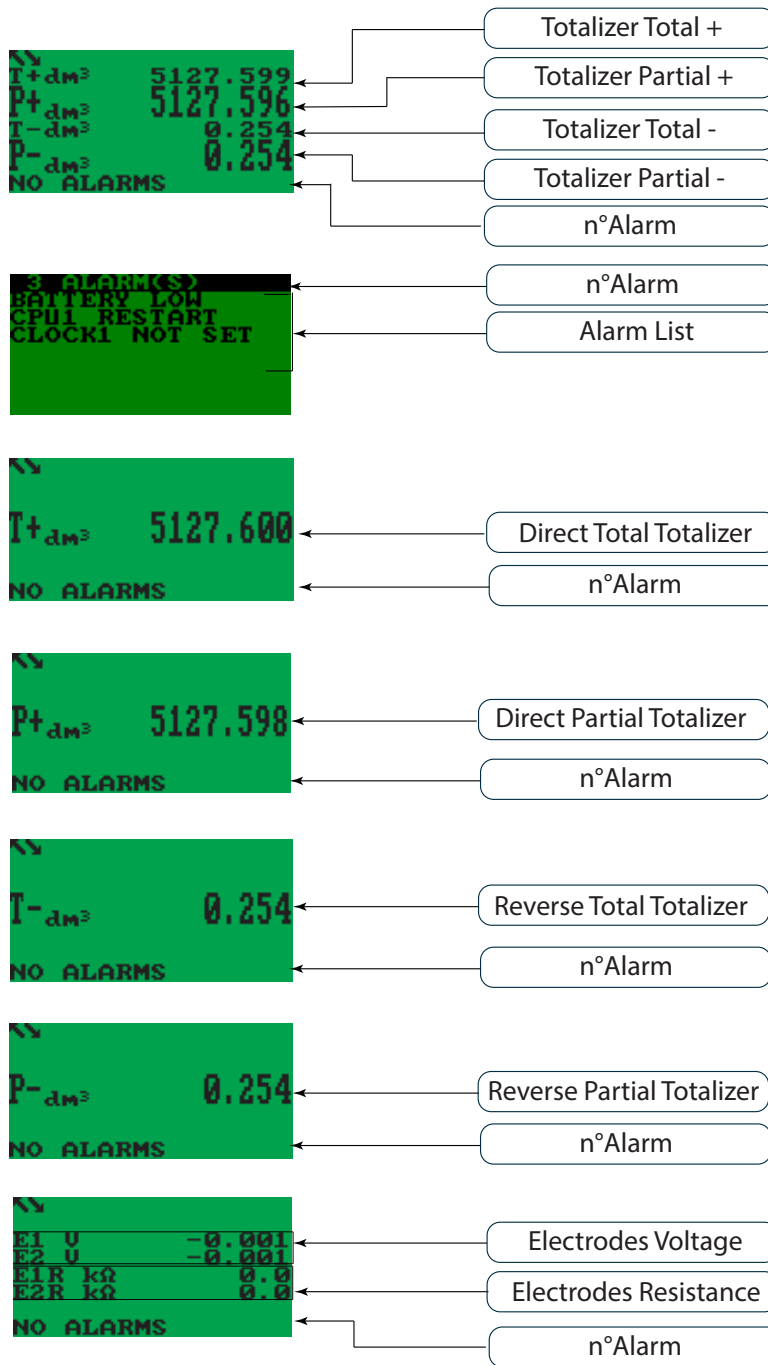 T+dm³ 5127.599
P+dm³ 5127.596
T-dm³ 0.254
P-dm³ 0.254
NO ALARMS
Totalizer Total +
Totalizer Partial +
Totalizer Total -
Totalizer Partial -
n°Alarm
3 ALARM(S)
BATTERY LOW
CPU1 RESTART
CLOCK1 NOT SET
n°Alarm
Alarm List
T+dm³ 5127.600
NO ALARMS
Direct Total Totalizer
n°Alarm
P+dm³ 5127.598
NO ALARMS
Direct Partial Totalizer
n°Alarm
T-dm³ 0.254
NO ALARMS
Reverse Total Totalizer
n°Alarm
P-dm³ 0.254
NO ALARMS
Reverse Partial Totalizer
n°Alarm
E1 V -0.001
E2 V -0.001
E1R kΩ 0.0
E2R kΩ 0.0
NO ALARMS
Electrodes Voltage
Electrodes Resistance
n°Alarm